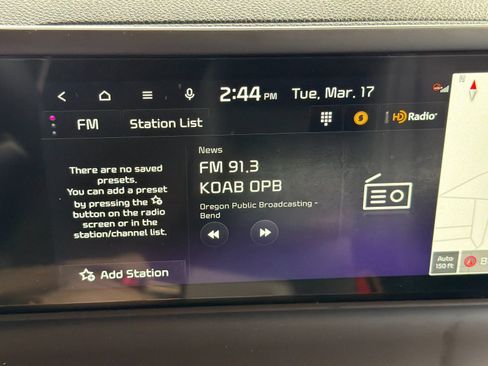 2:44 PM Tue, Mar. 17
N
FM Station List HD Radio
There are no saved
presets.
You can add a preset
by pressing the
button on the radio
screen or in the
station/channel list.
Add Station
News
FM 91.3
KOAB OPB
Oregon Public Broadcasting -
Bend
Auto
150 ft
8